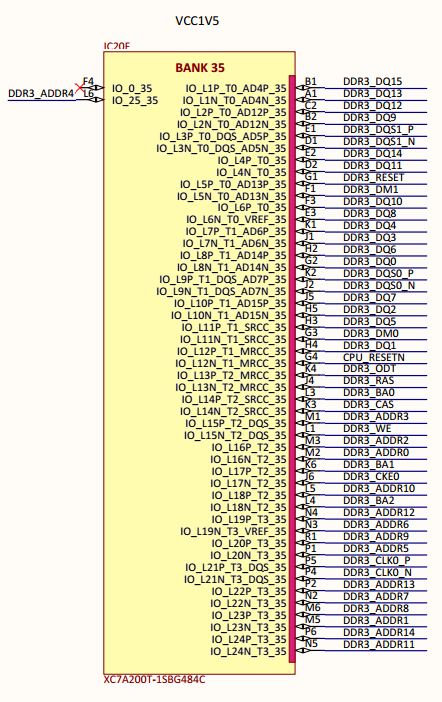 VCC1V5
IC20F
BANK 35
F4 IO_0_35 IO_L1P_T0_AD4P_35 B1 DDR3_DQ15
DDR3_ADDR4 L6 IO_25_35 IO_L1N_T0_AD4N_35 A1 DDR3_DQ13
IO_L2P_T0_AD12P_35 C2 DDR3_DQ12
IO_L2N_T0_AD12N_35 B2 DDR3_DQ9
IO_L3P_T0_DQS_AD5P_35 E1 DDR3_DQS1_P
IO_L3N_T0_DQS_AD5N_35 D1 DDR3_DQS1_N
IO_L4P_T0_35 E2 DDR3_DQ14
IO_L4N_T0_35 D2 DDR3_DQ11
IO_L5P_T0_AD13P_35 G1 DDR3_RESET
IO_L5N_T0_AD13N_35 F1 DDR3_DM1
IO_L6P_T0_35 F3 DDR3_DQ10
IO_L6N_T0_VREF_35 E3 DDR3_DQ8
IO_L7P_T1_AD6P_35 K1 DDR3_DQ4
IO_L7N_T1_AD6N_35 J1 DDR3_DQ3
IO_L8P_T1_AD14P_35 H2 DDR3_DQ6
IO_L8N_T1_AD14N_35 G2 DDR3_DQ0
IO_L9P_T1_DQS_AD7P_35 K2 DDR3_DQS0_P
IO_L9N_T1_DQS_AD7N_35 J2 DDR3_DQS0_N
IO_L10P_T1_AD15P_35 J5 DDR3_DQ7
IO_L10N_T1_AD15N_35 H5 DDR3_DQ2
IO_L11P_T1_SRCC_35 H3 DDR3_DQ5
IO_L11N_T1_SRCC_35 G3 DDR3_DM0
IO_L12P_T1_MRCC_35 H4 DDR3_DQ1
IO_L12N_T1_MRCC_35 G4 CPU_RESETN
IO_L13P_T2_MRCC_35 K4 DDR3_ODT
IO_L13N_T2_MRCC_35 J4 DDR3_RAS
IO_L14P_T2_SRCC_35 L3 DDR3_BA0
IO_L14N_T2_SRCC_35 K3 DDR3_CAS
IO_L15P_T2_DQS_35 M1 DDR3_ADDR3
IO_L15N_T2_DQS_35 L1 DDR3_WE
IO_L16P_T2_35 M3 DDR3_ADDR2
IO_L16N_T2_35 M2 DDR3_ADDR0
IO_L17P_T2_35 K6 DDR3_BA1
IO_L17N_T2_35 J6 DDR3_CKE0
IO_L18P_T2_35 L5 DDR3_ADDR10
IO_L18N_T2_35 L4 DDR3_BA2
IO_L19P_T3_35 N4 DDR3_ADDR12
IO_L19N_T3_VREF_35 N3 DDR3_ADDR6
IO_L20P_T3_35 R1 DDR3_ADDR9
IO_L20N_T3_35 P1 DDR3_ADDR5
IO_L21P_T3_DQS_35 P5 DDR3_CLK0_P
IO_L21N_T3_DQS_35 P4 DDR3_CLK0_N
IO_L22P_T3_35 P2 DDR3_ADDR13
IO_L22N_T3_35 N2 DDR3_ADDR7
IO_L23P_T3_35 M6 DDR3_ADDR8
IO_L23N_T3_35 M5 DDR3_ADDR1
IO_L24P_T3_35 P6 DDR3_ADDR14
IO_L24N_T3_35 N5 DDR3_ADDR11
XC7A200T-1SBG484C